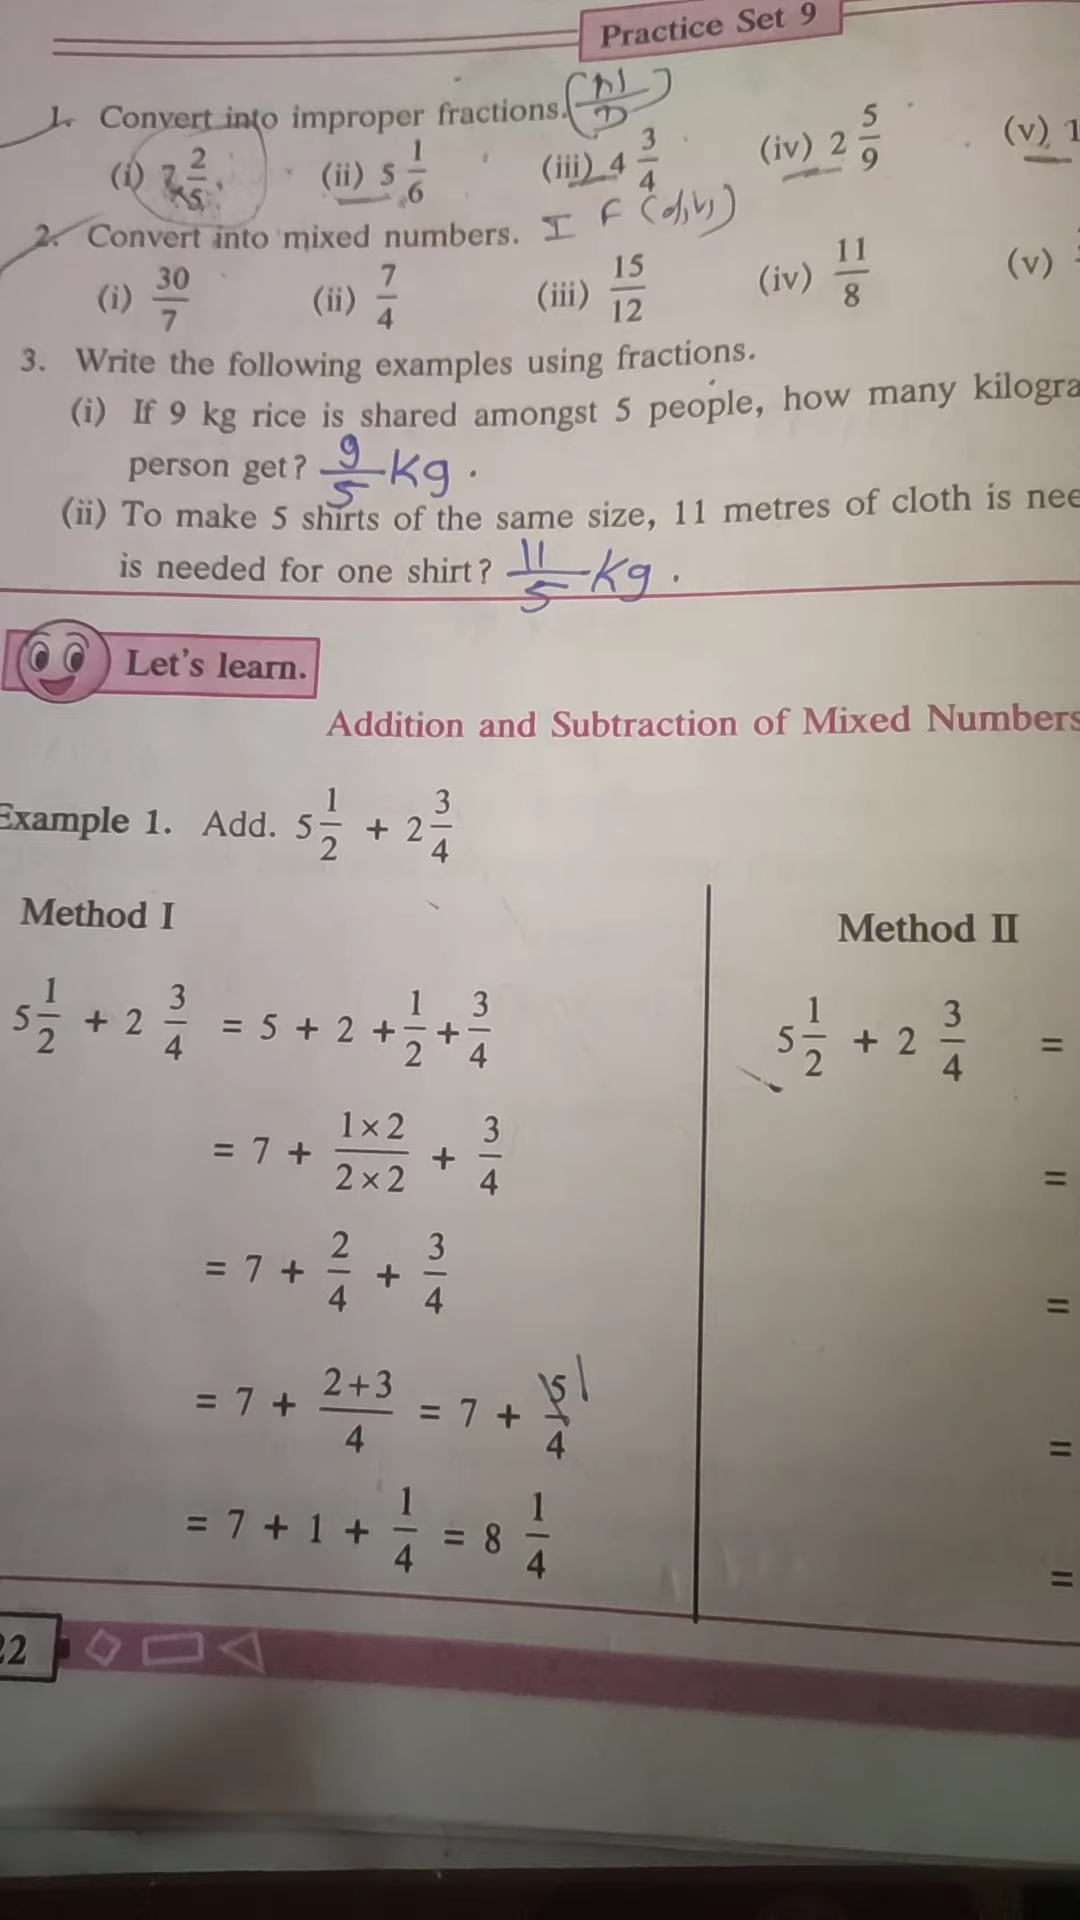 Practice Set 9
1. Convert into improper fractions. (N/D)
(i) 7 2/5 (ii) 5 1/6 (iii) 4 3/4 (iv) 2 5/9 (v) 1
2. Convert into mixed numbers. I F
(i) 30/7 (ii) 7/4 (iii) 15/12 (iv) 11/8 (v)
3. Write the following examples using fractions.
(i) If 9 kg rice is shared amongst 5 people, how many kilogra
person get? 9/5 Kg.
(ii) To make 5 shirts of the same size, 11 metres of cloth is nee
is needed for one shirt? 11/5 Kg.
Let's learn.
Addition and Subtraction of Mixed Numbers
Example 1. Add. 5 1/2 + 2 3/4
Method I
Method II
5 1/2 + 2 3/4 = 5 + 2 + 1/2 + 3/4
= 7 + 1×2/2×2 + 3/4
= 7 + 2/4 + 3/4
= 7 + 2+3/4 = 7 + 5/4
= 7 + 1 + 1/4 = 8 1/4
5 1/2 + 2 3/4 =
=
=
=
=
22